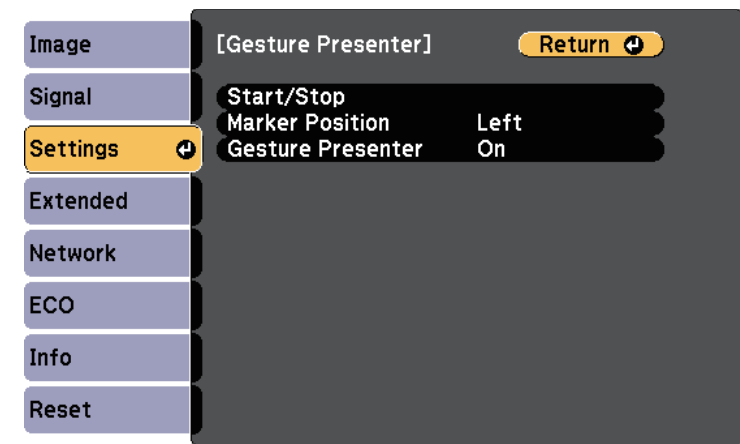 Image
Signal
Settings
Extended
Network
ECO
Info
Reset
[Gesture Presenter]
Return
Start/Stop
Marker Position Left
Gesture Presenter On